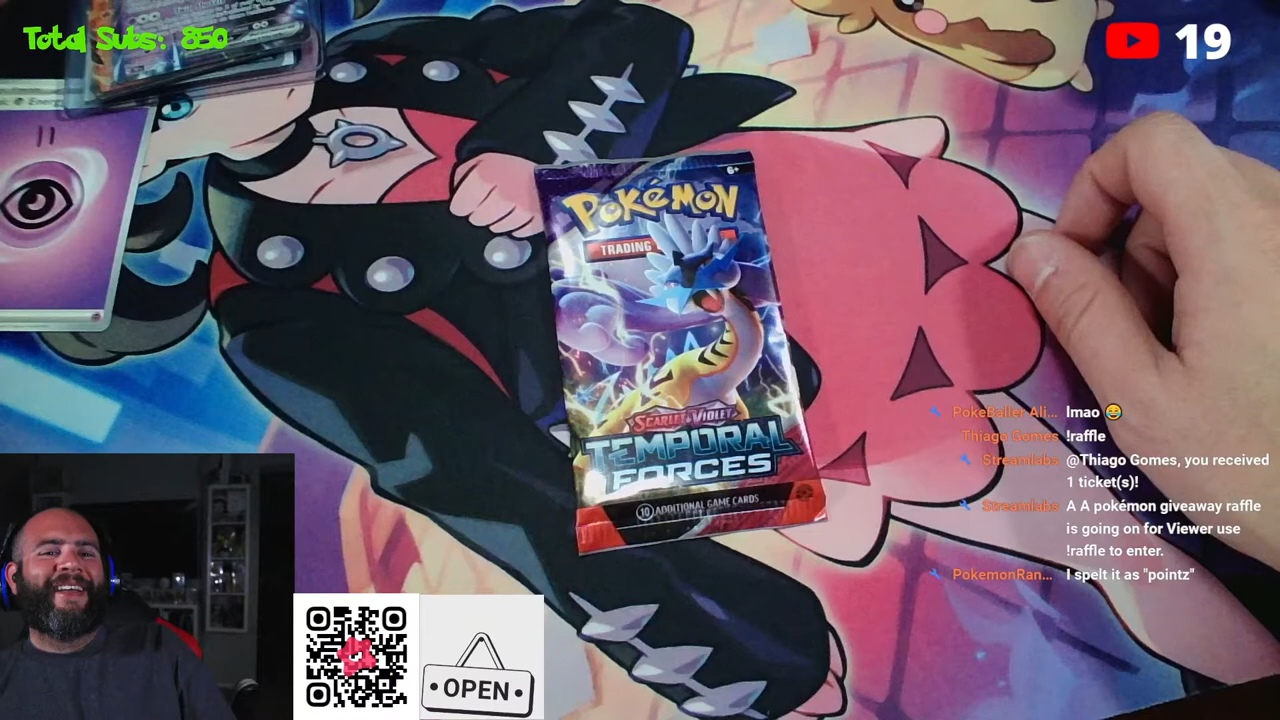 Total Subs: 850
19
6+
Pokémon
TRADING
SCARLET & VIOLET
TEMPORAL
FORCES
10 ADDITIONAL GAME CARDS
PokeBaller Ali... lmao 😂
Thiago Gomes !raffle
Streamlabs @Thiago Gomes, you received
1 ticket(s)!
Streamlabs A A pokémon giveaway raffle
is going on for Viewer use
!raffle to enter.
PokemonRan... I spelt it as "pointz"
• OPEN •